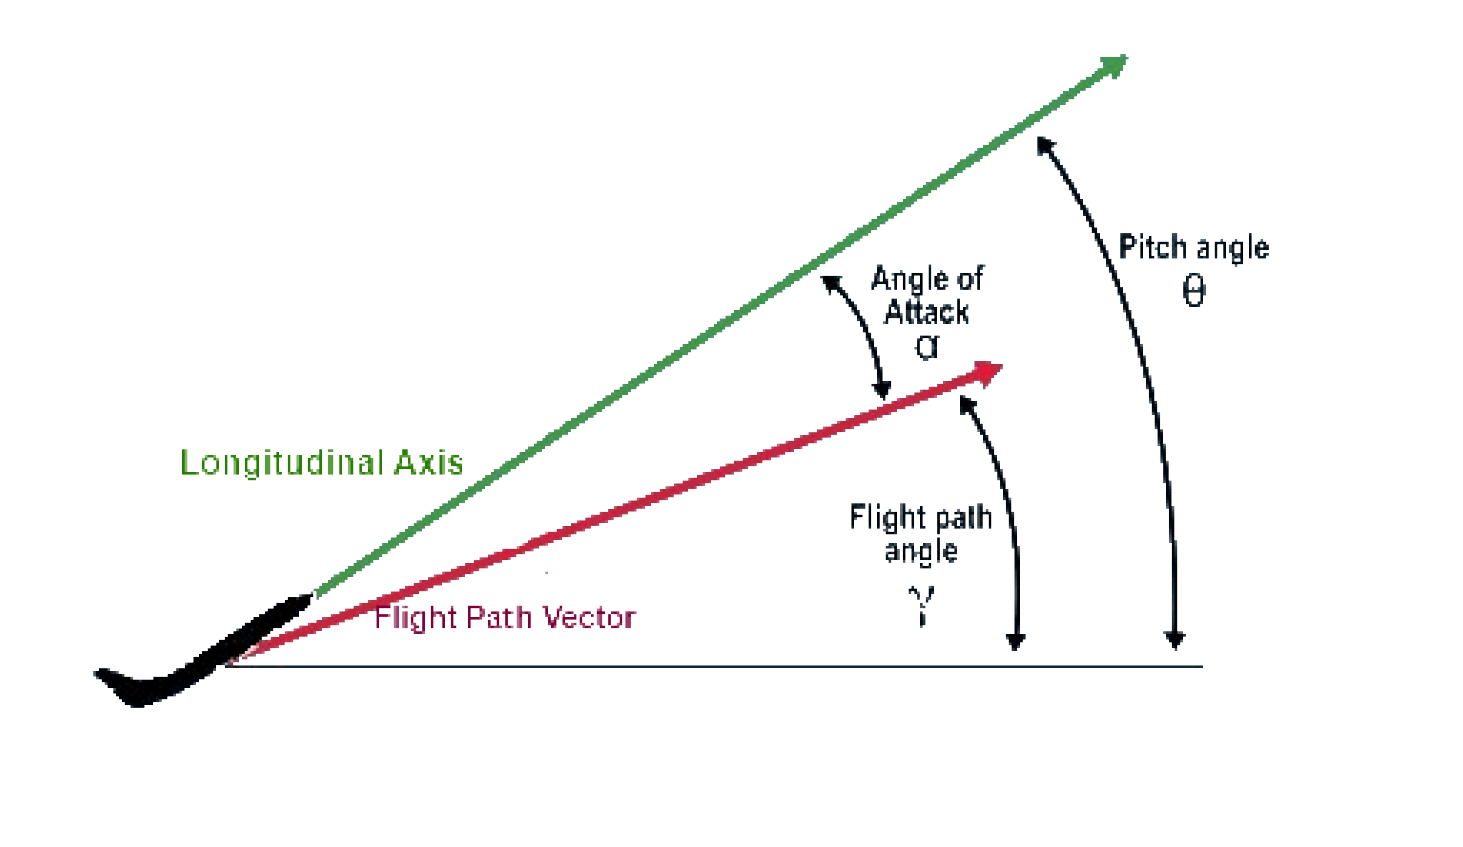 Pitch angle
θ
Angle of
Attack
α
Longitudinal Axis
Flight path
angle
γ
Flight Path Vector